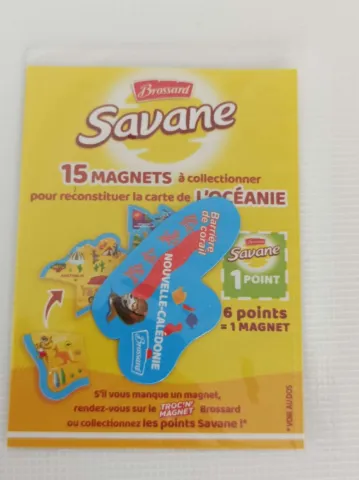 Brossard
Savane
15 MAGNETS à collectionner
pour reconstituer la carte de L'OCÉANIE
Barrière
de corail
NOUVELLE-CALÉDONIE
Brossard
Brossard
Savane
1 POINT
6 points
= 1 MAGNET
S'il vous manque un magnet,
rendez-vous sur le TROC'N' MAGNET Brossard
ou collectionnez les points Savane !*
* VOIR AU DOS